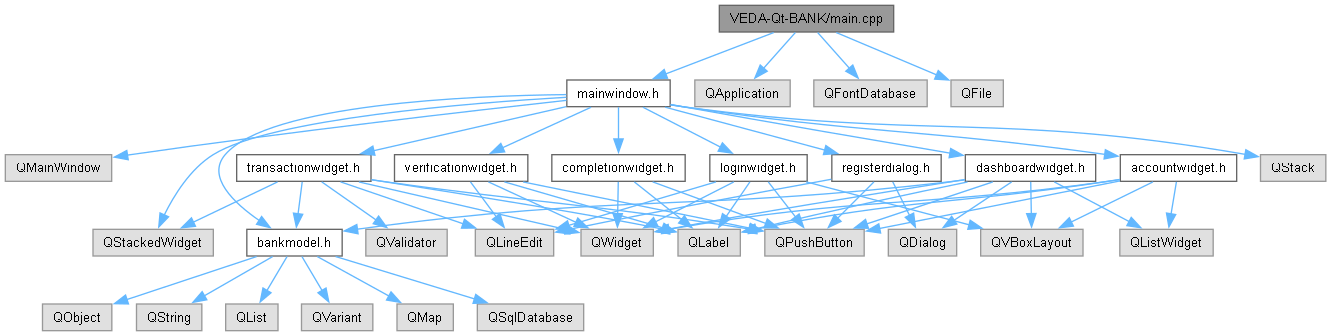 VEDA-Qt-BANK/main.cpp
mainwindow.h
QApplication
QFontDatabase
QFile
QMainWindow
transactionwidget.h
verificationwidget.h
completionwidget.h
loginwidget.h
registerdialog.h
dashboardwidget.h
accountwidget.h
QStack
QStackedWidget
bankmodel.h
QValidator
QLineEdit
QWidget
QLabel
QPushButton
QDialog
QVBoxLayout
QListWidget
QObject
QString
QList
QVariant
QMap
QSqlDatabase